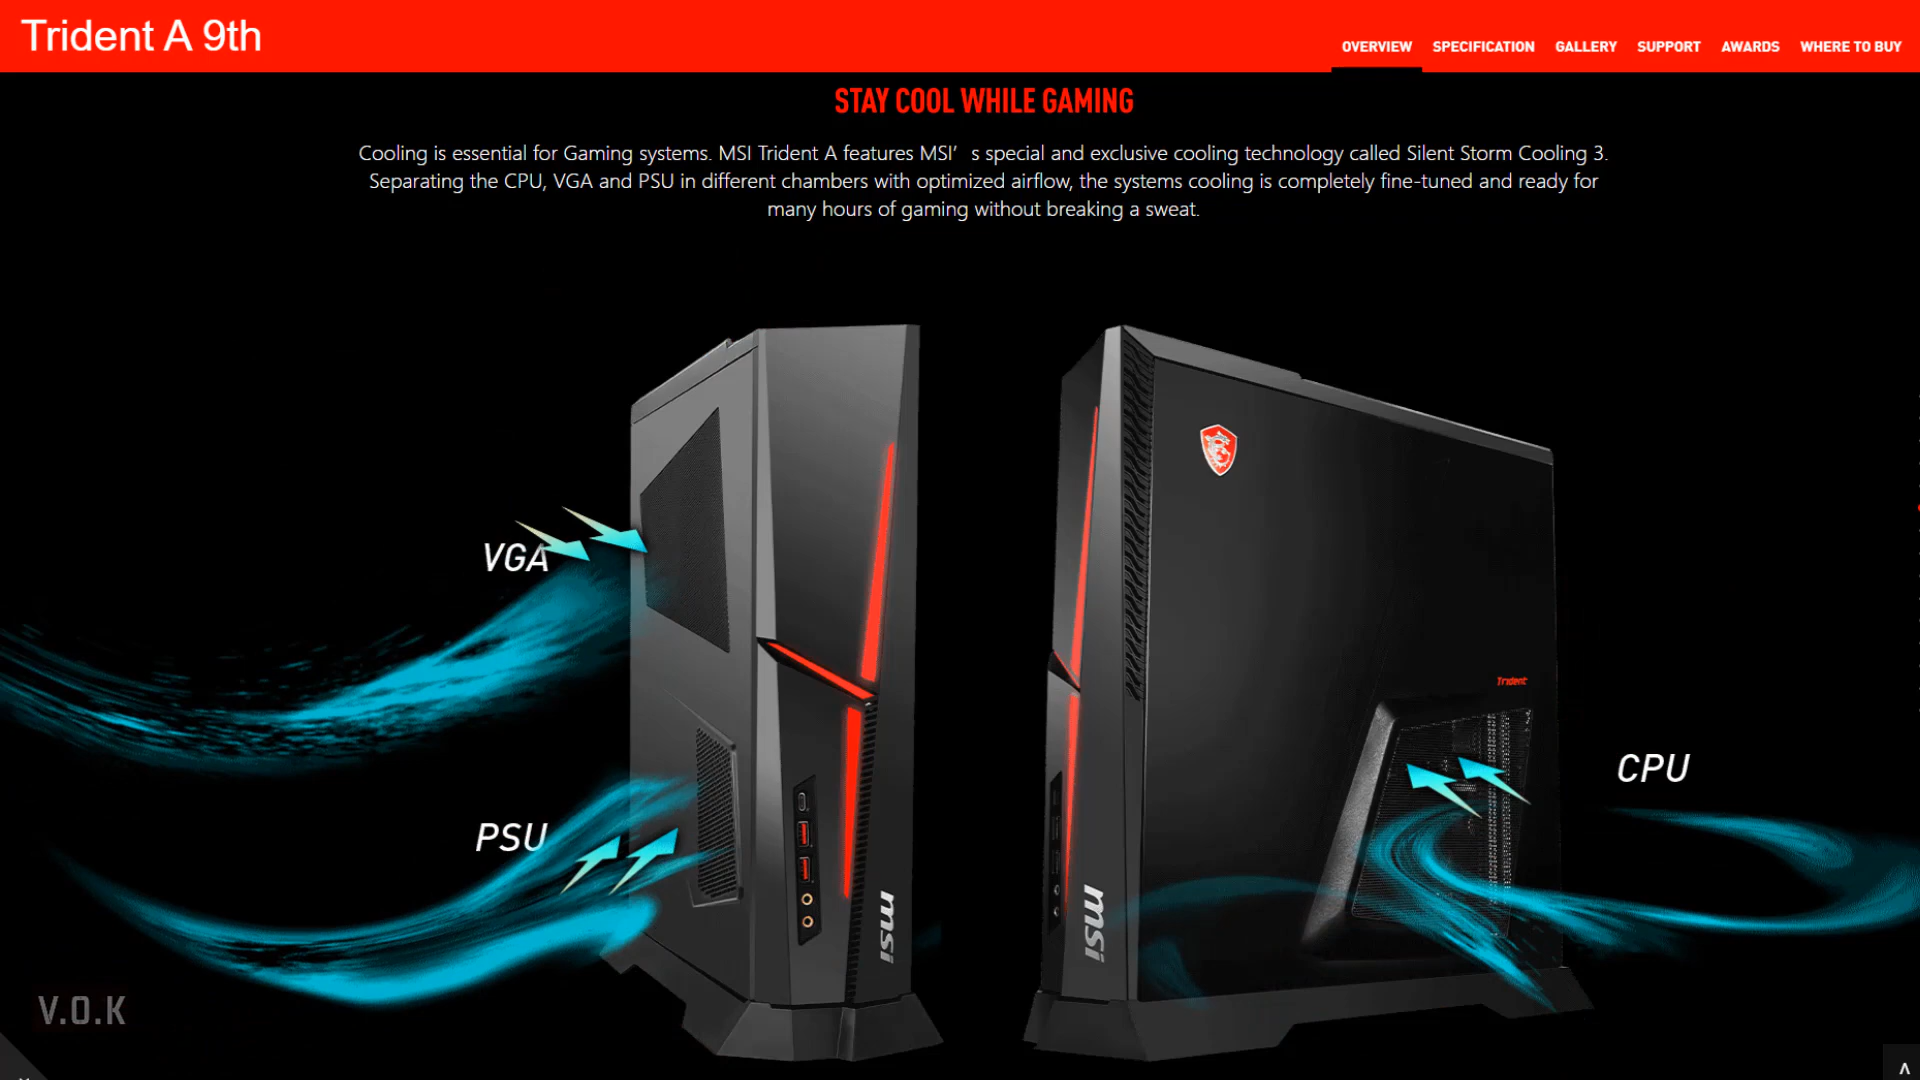 Trident A 9th
OVERVIEW SPECIFICATION GALLERY SUPPORT AWARDS WHERE TO BUY
STAY COOL WHILE GAMING
Cooling is essential for Gaming systems. MSI Trident A features MSI’ s special and exclusive cooling technology called Silent Storm Cooling 3.
Separating the CPU, VGA and PSU in different chambers with optimized airflow, the systems cooling is completely fine-tuned and ready for
many hours of gaming without breaking a sweat.
VGA
Trident
CPU
PSU
msi
msi
V.O.K